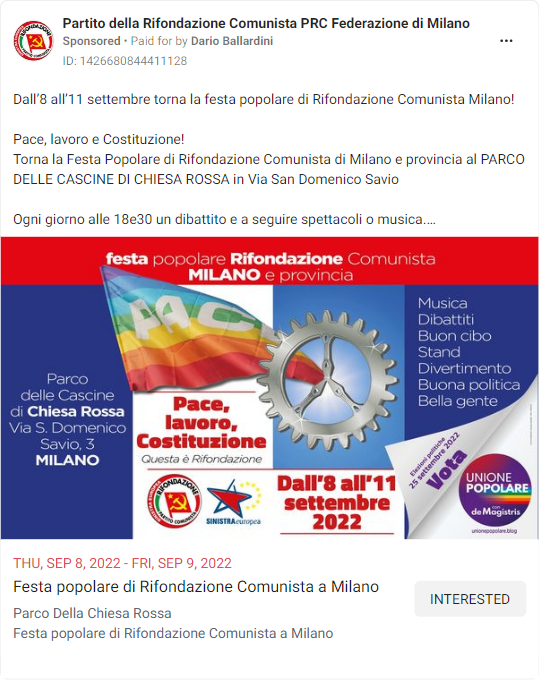 Partito della Rifondazione Comunista PRC Federazione di Milano
Sponsored • Paid for by Dario Ballardini
ID: 1426680844411128
Dall'8 all'11 settembre torna la festa popolare di Rifondazione Comunista Milano!
Pace, lavoro e Costituzione!
Torna la Festa Popolare di Rifondazione Comunista di Milano e provincia al PARCO
DELLE CASCINE DI CHIESA ROSSA in Via San Domenico Savio
Ogni giorno alle 18e30 un dibattito e a seguire spettacoli o musica....
festa popolare Rifondazione Comunista
MILANO e provincia
PAC
Parco
delle Cascine
di Chiesa Rossa
Via S. Domenico
Savio, 3
MILANO
Pace,
lavoro,
Costituzione
Questa è Rifondazione
RIFONDAZIONE
PARTITO COMUNISTA
SINISTRA europea
Dall'8 all'11
settembre
2022
Musica
Dibattiti
Buon cibo
Stand
Divertimento
Buona politica
Bella gente
Elezioni politiche
25 settembre 2022
Vota
UNIONE
POPOLARE
con
de Magistris
unionepopolare.blog
THU, SEP 8, 2022 - FRI, SEP 9, 2022
Festa popolare di Rifondazione Comunista a Milano
INTERESTED
Parco Della Chiesa Rossa
Festa popolare di Rifondazione Comunista a Milano